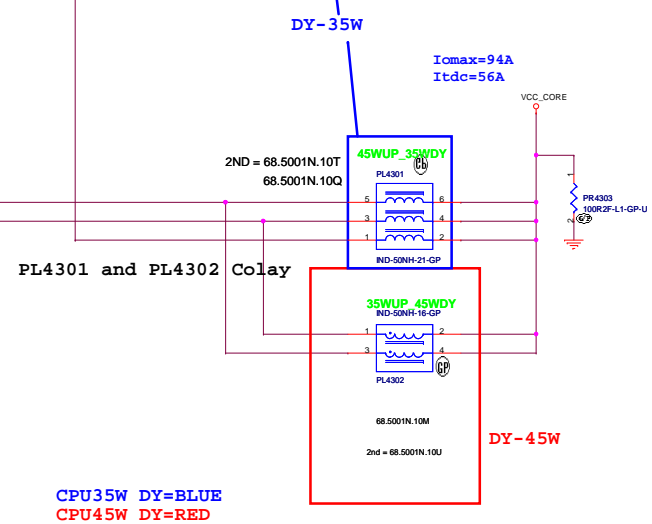 DY-35W
Iomax=94A
Itdc=56A
VCC_CORE
45WUP_35WDY
2ND = 68.5001N.10T
68.5001N.10Q
PL4301
5
6
3
4
1
2
IND-50NH-21-GP
1
PR4303
100R2F-L1-GP-U
2
PL4301 and PL4302 Colay
35WUP_45WDY
IND-50NH-16-GP
1
2
3
4
GP
PL4302
68.5001N.10M
2nd = 68.5001N.10U
DY-45W
CPU35W DY=BLUE
CPU45W DY=RED